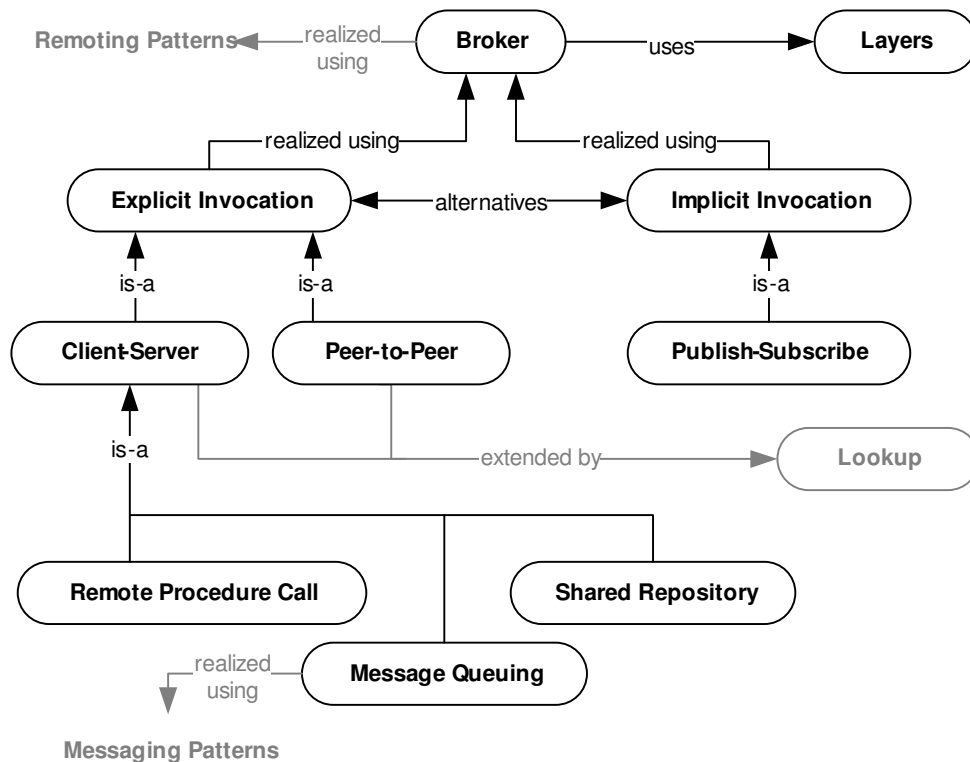 Remoting Patterns
realized
using
Broker
uses
Layers
realized using
realized using
Explicit Invocation
alternatives
Implicit Invocation
is-a
is-a
is-a
Client-Server
Peer-to-Peer
Publish-Subscribe
is-a
extended by
Lookup
Remote Procedure Call
Shared Repository
realized
using
Message Queuing
Messaging Patterns